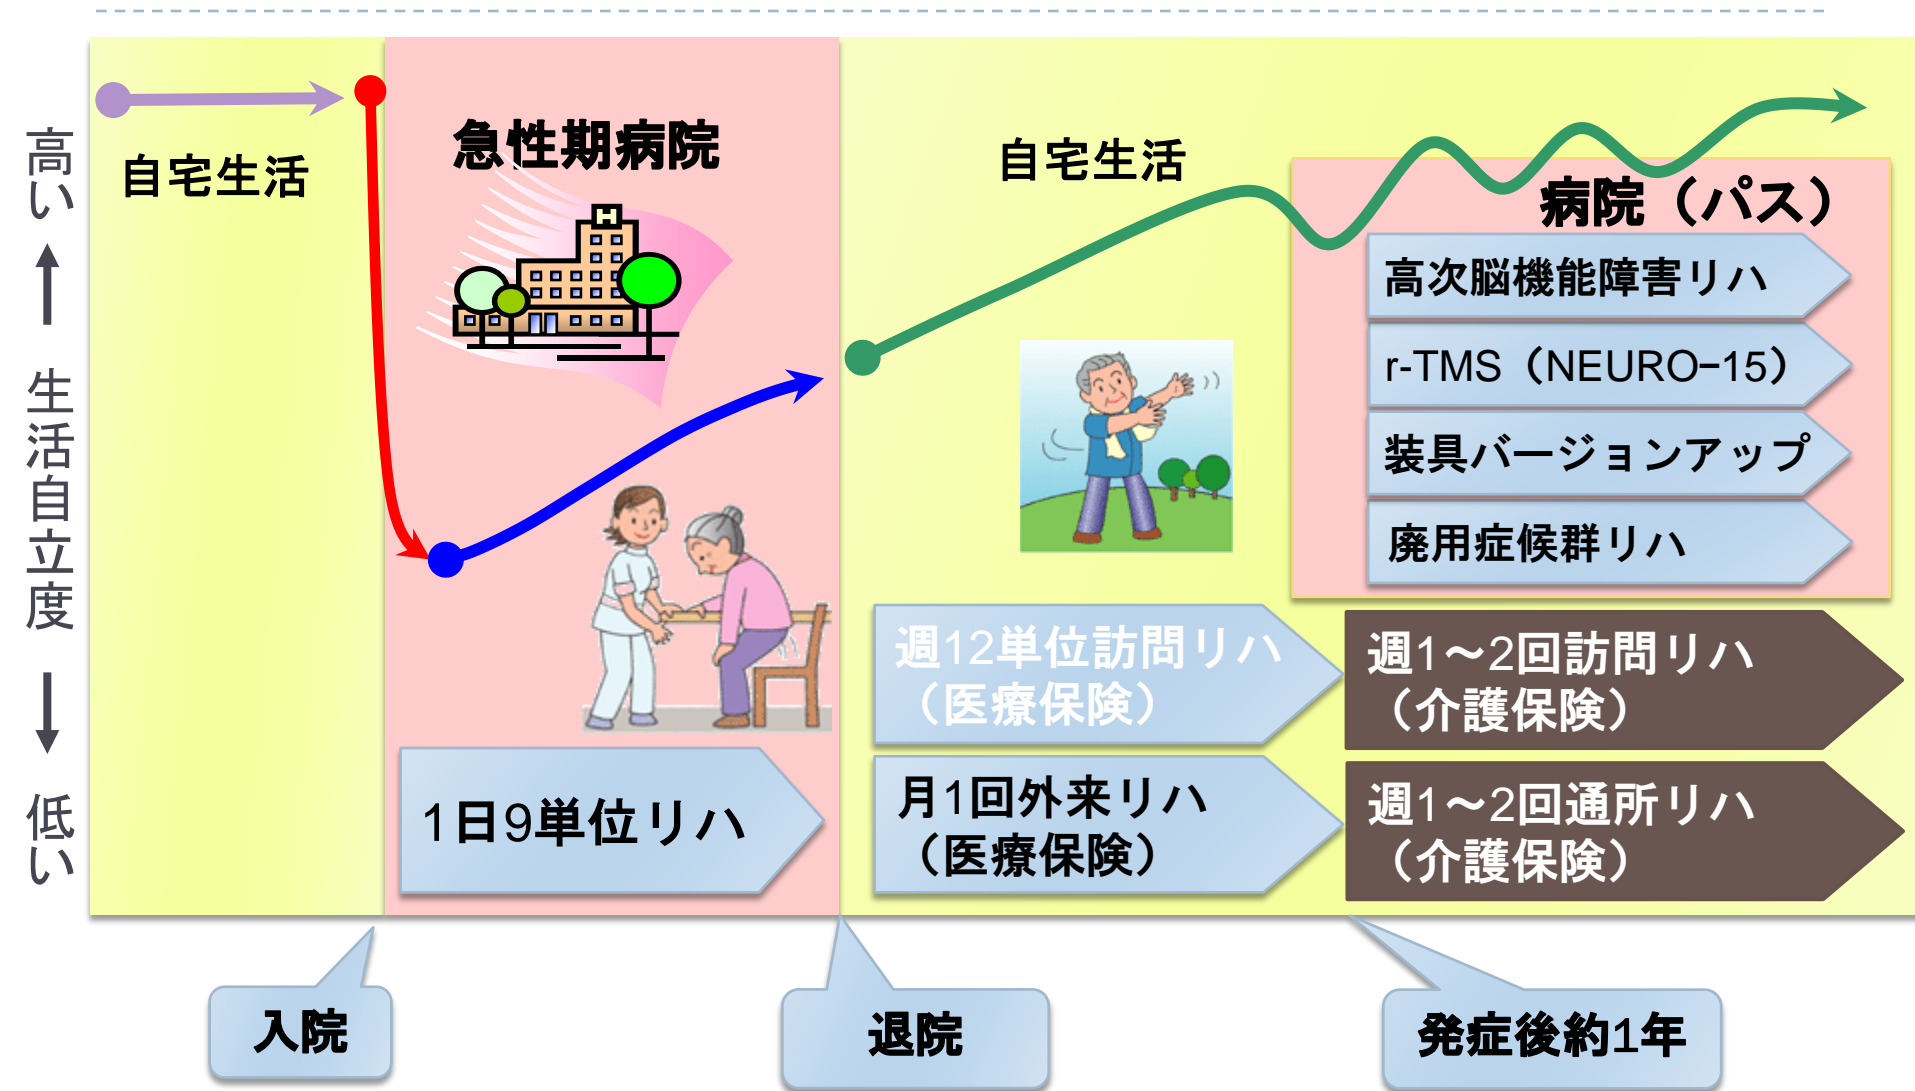 高い
生活自立度
低い
自宅生活
急性期病院
H
1日9単位リハ
自宅生活
病院（パス）
高次脳機能障害リハ
r-TMS（NEURO−15）
装具バージョンアップ
廃用症候群リハ
週12単位訪問リハ
（医療保険）
週1〜2回訪問リハ
（介護保険）
月1回外来リハ
（医療保険）
週1〜2回通所リハ
（介護保険）
入院
退院
発症後約1年